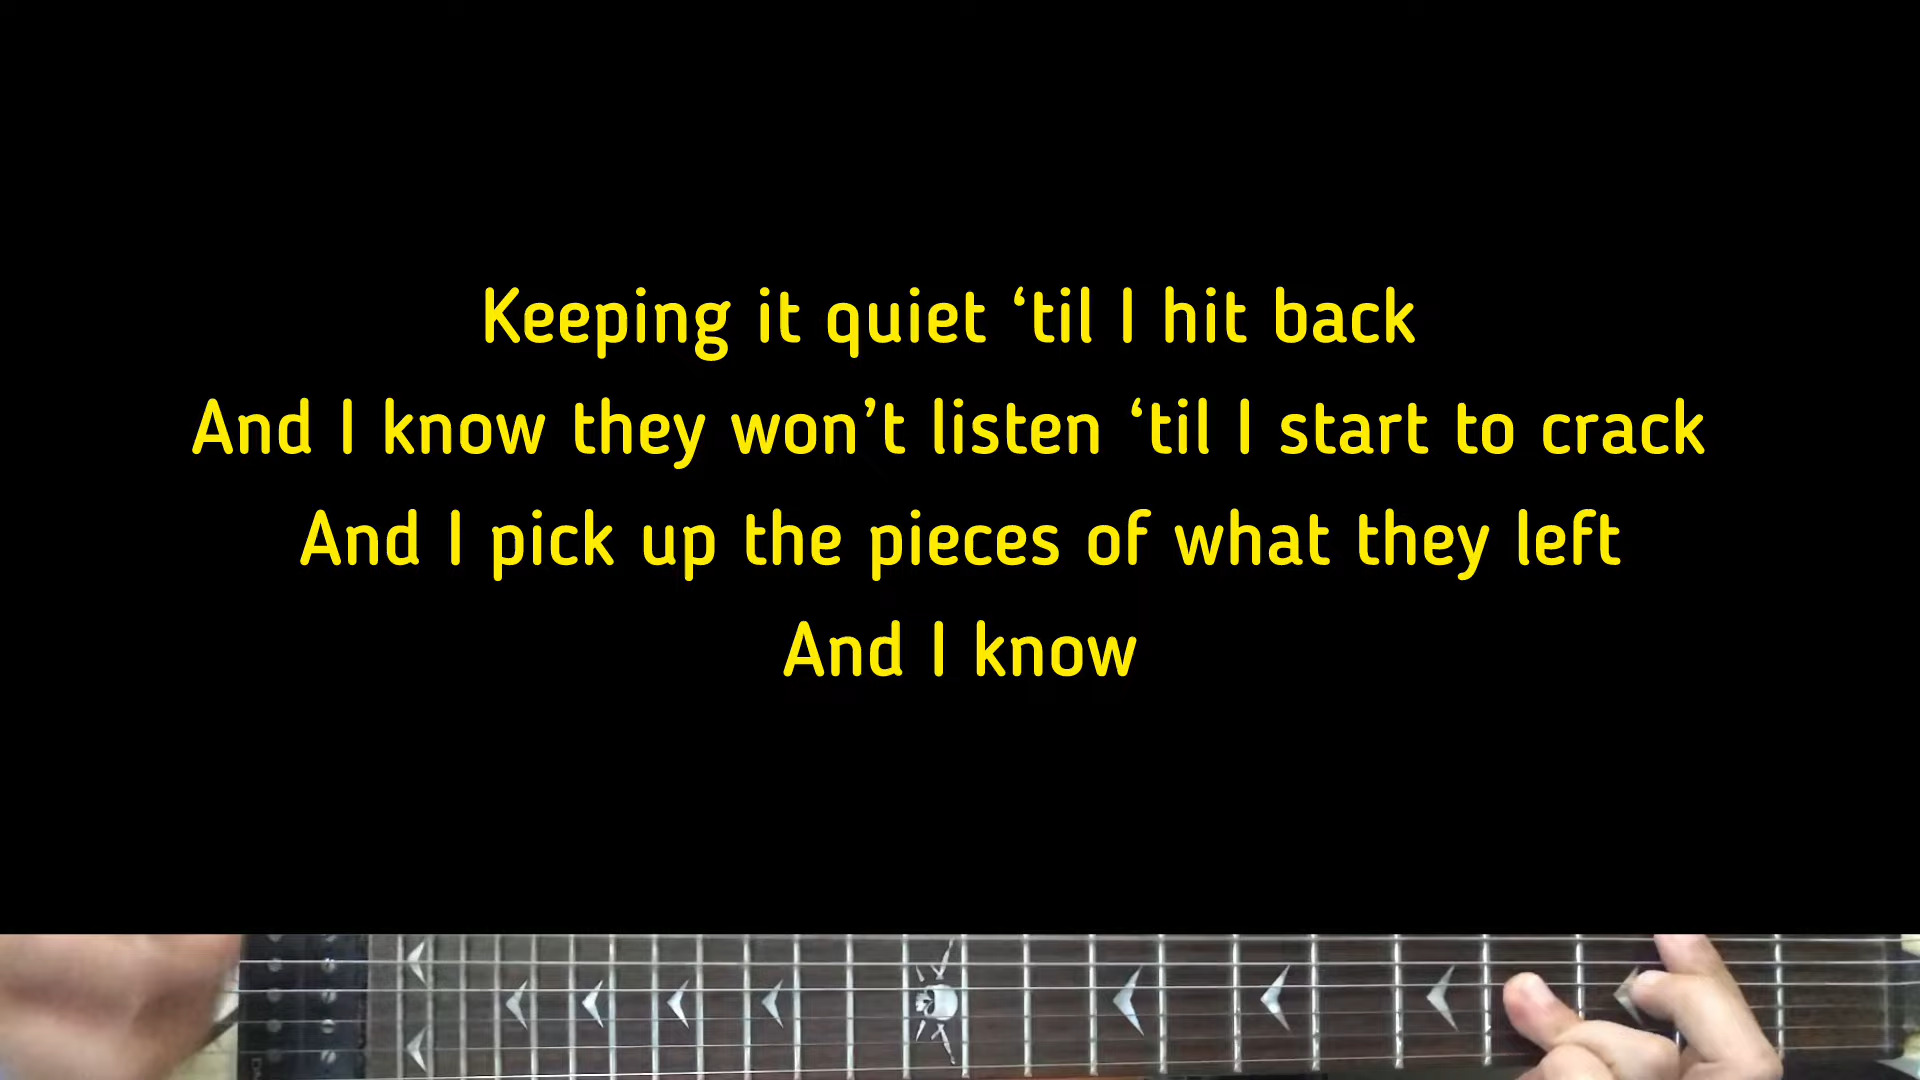 Keeping it quiet ‘til I hit back
And I know they won’t listen ‘til I start to crack
And I pick up the pieces of what they left
And I know